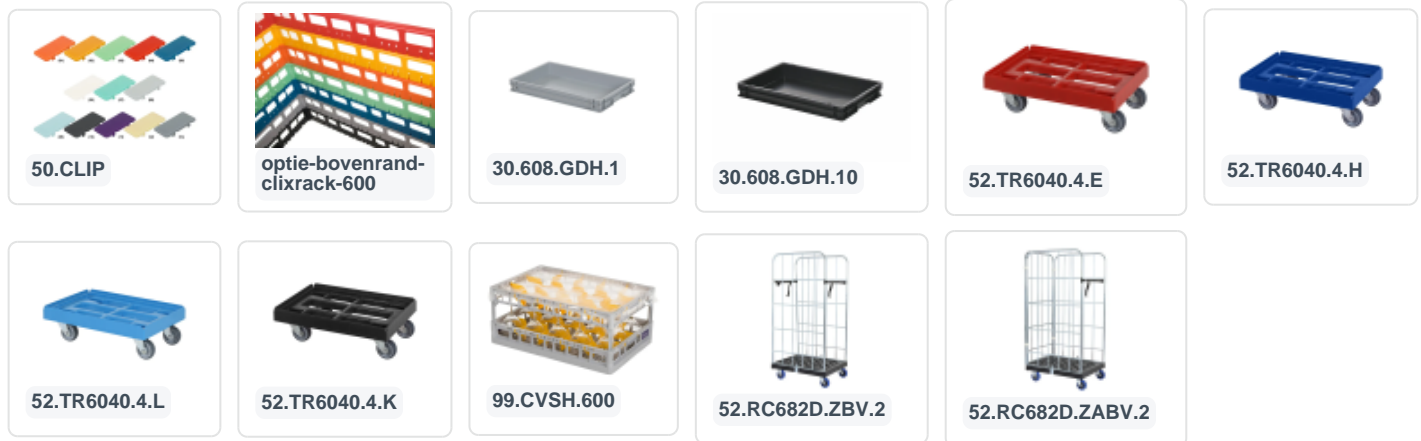 50.CLIP
optie-bovenrand-
clixrack-600
30.608.GDH.1
30.608.GDH.10
52.TR6040.4.E
52.TR6040.4.H
52.TR6040.4.L
52.TR6040.4.K
99.CVSH.600
52.RC682D.ZBV.2
52.RC682D.ZABV.2